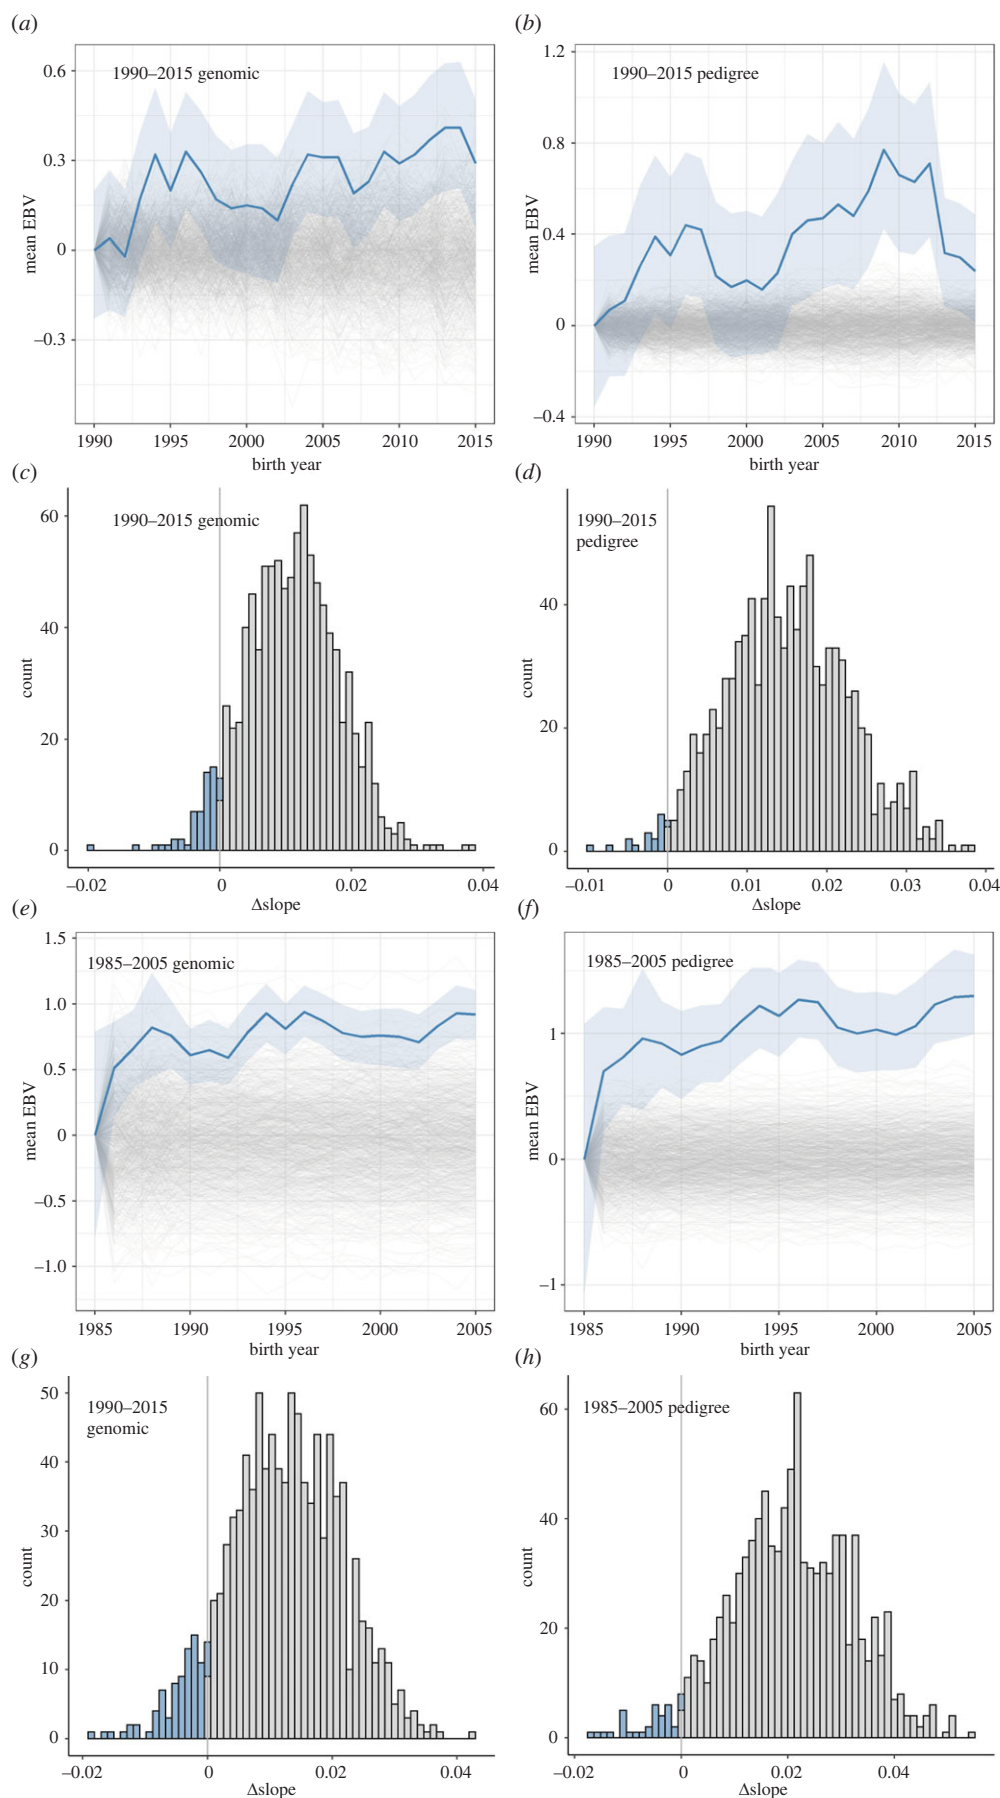 (a)
1990–2015 genomic
0.6
0.3
0
–0.3
mean EBV
1990 1995 2000 2005 2010 2015
birth year
(b)
1990–2015 pedigree
1.2
0.8
0.4
0
–0.4
mean EBV
1990 1995 2000 2005 2010 2015
birth year
(c)
1990–2015 genomic
60
40
20
0
count
–0.02 0 0.02 0.04
Δslope
(d)
1990–2015
pedigree
40
20
0
count
–0.01 0 0.01 0.02 0.03 0.04
Δslope
(e)
1985–2005 genomic
1.5
1.0
0.5
0
–0.5
–1.0
mean EBV
1985 1990 1995 2000 2005
birth year
(f)
1985–2005 pedigree
1
0
–1
mean EBV
1985 1990 1995 2000 2005
birth year
(g)
1990–2015
genomic
50
40
30
20
10
0
count
–0.02 0 0.02 0.04
Δslope
(h)
1985–2005 pedigree
60
40
20
0
count
–0.02 0 0.02 0.04
Δslope